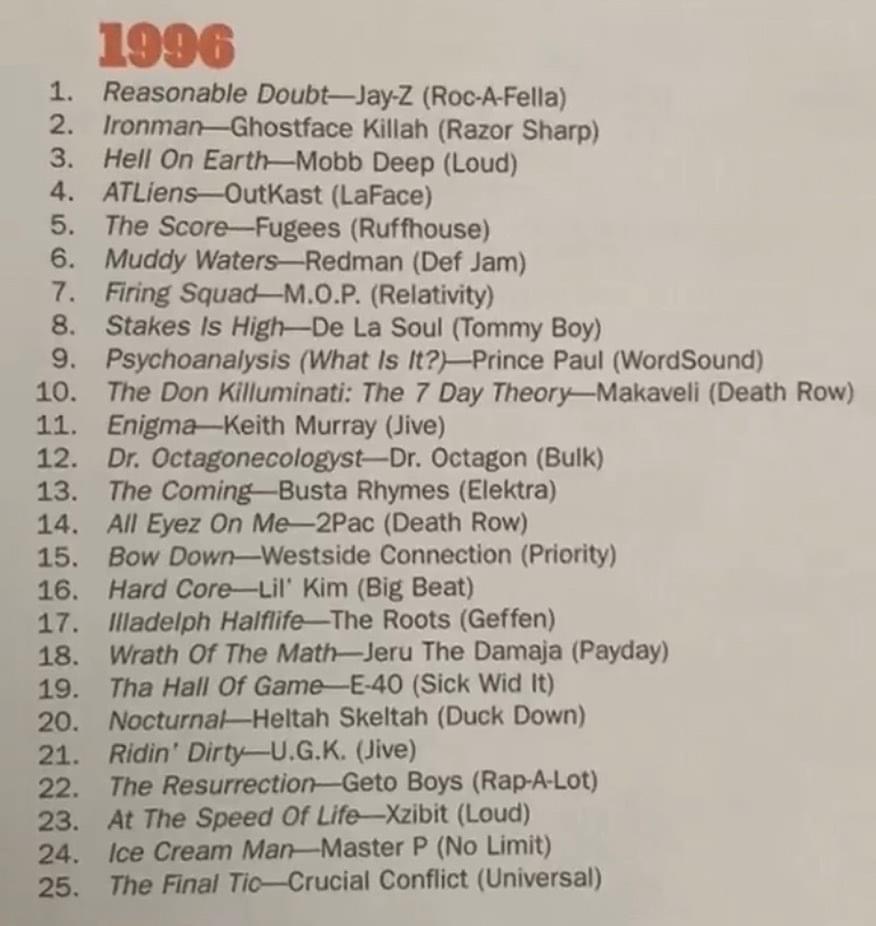 1996
1. Reasonable Doubt—Jay-Z (Roc-A-Fella)
2. Ironman—Ghostface Killah (Razor Sharp)
3. Hell On Earth—Mobb Deep (Loud)
4. ATLiens—OutKast (LaFace)
5. The Score—Fugees (Ruffhouse)
6. Muddy Waters—Redman (Def Jam)
7. Firing Squad—M.O.P. (Relativity)
8. Stakes Is High—De La Soul (Tommy Boy)
9. Psychoanalysis (What Is It?)—Prince Paul (WordSound)
10. The Don Killuminati: The 7 Day Theory—Makaveli (Death Row)
11. Enigma—Keith Murray (Jive)
12. Dr. Octagonecologyst—Dr. Octagon (Bulk)
13. The Coming—Busta Rhymes (Elektra)
14. All Eyez On Me—2Pac (Death Row)
15. Bow Down—Westside Connection (Priority)
16. Hard Core—Lil' Kim (Big Beat)
17. Illadelph Halflife—The Roots (Geffen)
18. Wrath Of The Math—Jeru The Damaja (Payday)
19. Tha Hall Of Game—E-40 (Sick Wid It)
20. Nocturnal—Heltah Skeltah (Duck Down)
21. Ridin' Dirty—U.G.K. (Jive)
22. The Resurrection—Geto Boys (Rap-A-Lot)
23. At The Speed Of Life—Xzibit (Loud)
24. Ice Cream Man—Master P (No Limit)
25. The Final Tic—Crucial Conflict (Universal)